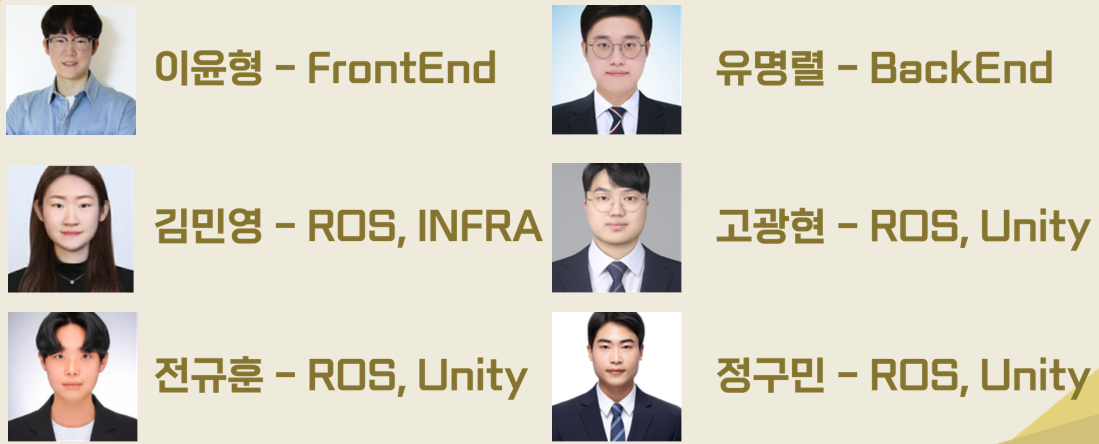 이윤형 - FrontEnd
유명렬 - BackEnd
김민영 - ROS, INFRA
고광현 - ROS, Unity
전규훈 - ROS, Unity
정구민 - ROS, Unity